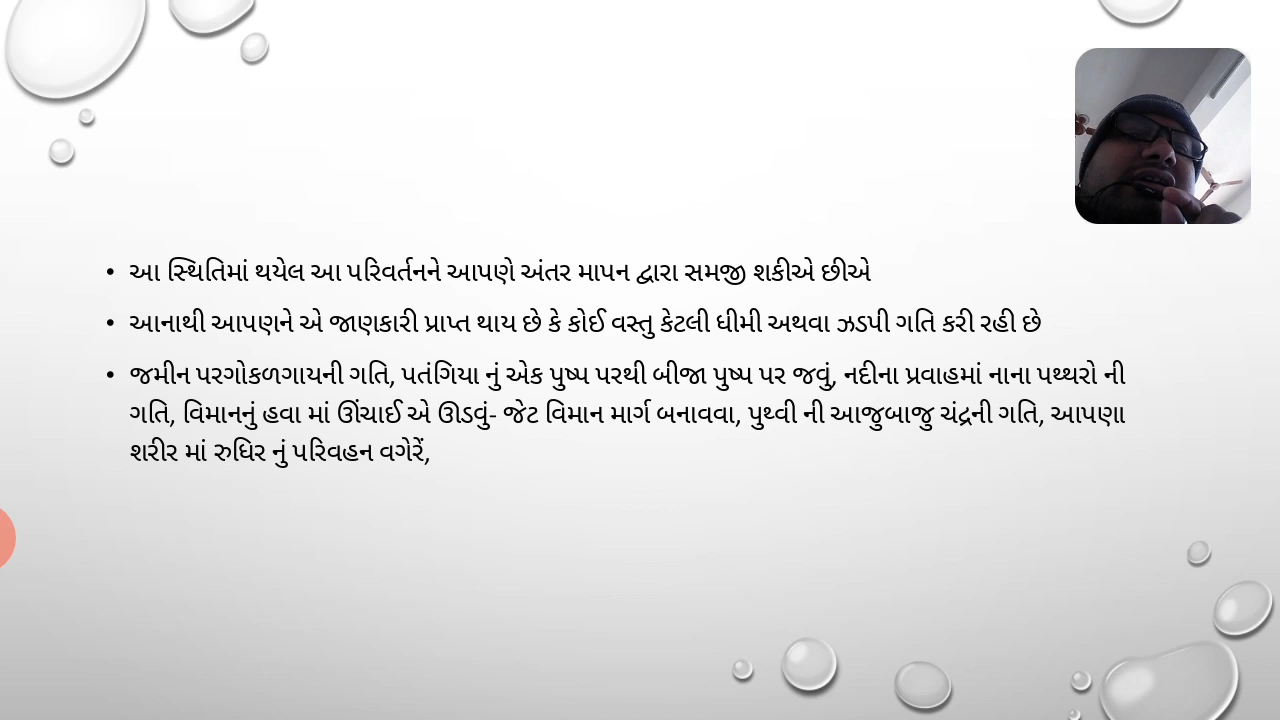 • આ સ્થિતિમાં થયેલ આ પરિવર્તનને આપણે અંતર માપન દ્વારા સમજી શકીએ છીએ
• આનાથી આપણને એ જાણકારી પ્રાપ્ત થાય છે કે કોઈ વસ્તુ કેટલી ધીમી અથવા ઝડપી ગતિ કરી રહી છે
• જમીન પરગોકળગાયની ગતિ, પતંગિયા નું એક પુષ્પ પરથી બીજા પુષ્પ પર જવું, નદીના પ્રવાહમાં નાના પથ્થરો ની
ગતિ, વિમાનનું હવા માં ઊંચાઈ એ ઊડવું- જેટ વિમાન માર્ગ બનાવવા, પુથ્વી ની આજુબાજુ ચંદ્રની ગતિ, આપણા
શરીર માં રુધિર નું પરિવહન વગેરેં,